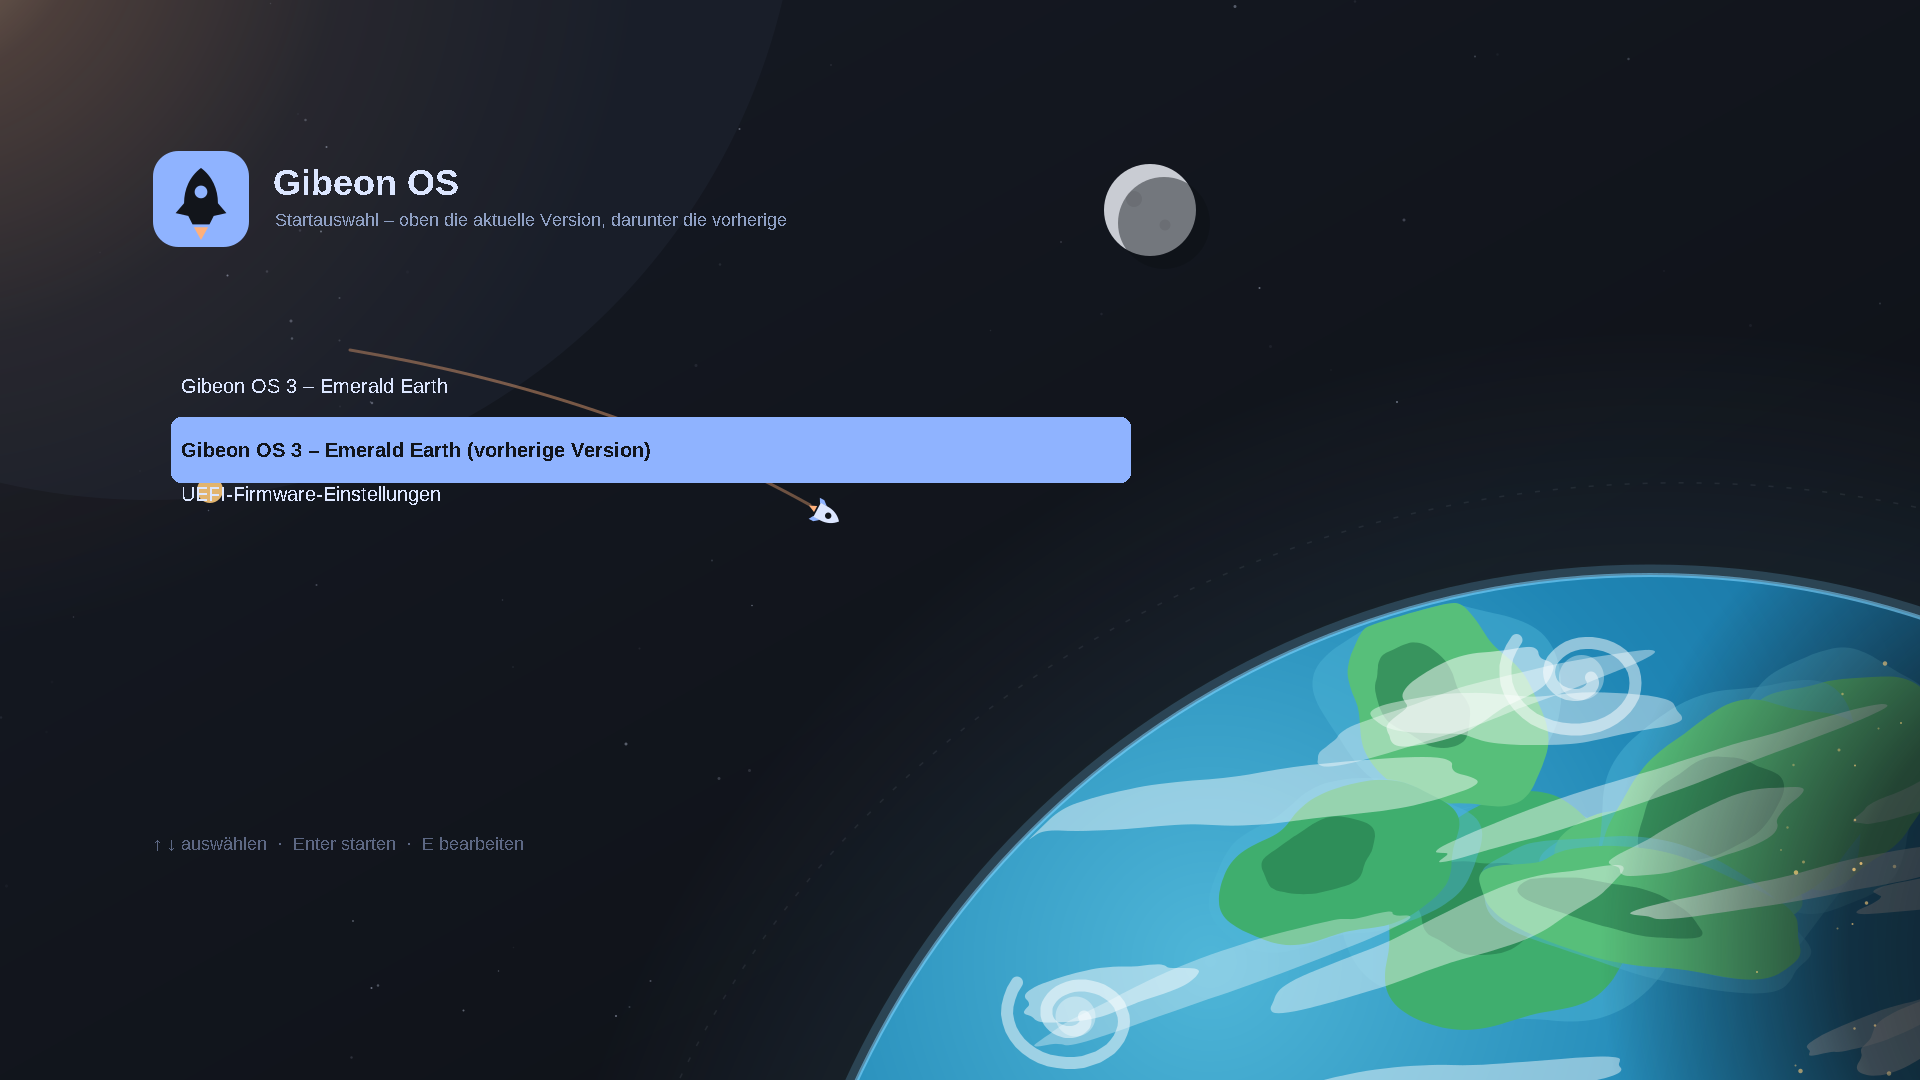 Gibeon OS
Startauswahl – oben die aktuelle Version, darunter die vorherige
Gibeon OS 3 – Emerald Earth
Gibeon OS 3 – Emerald Earth (vorherige Version)
UEFI-Firmware-Einstellungen
↑ ↓ auswählen · Enter starten · E bearbeiten